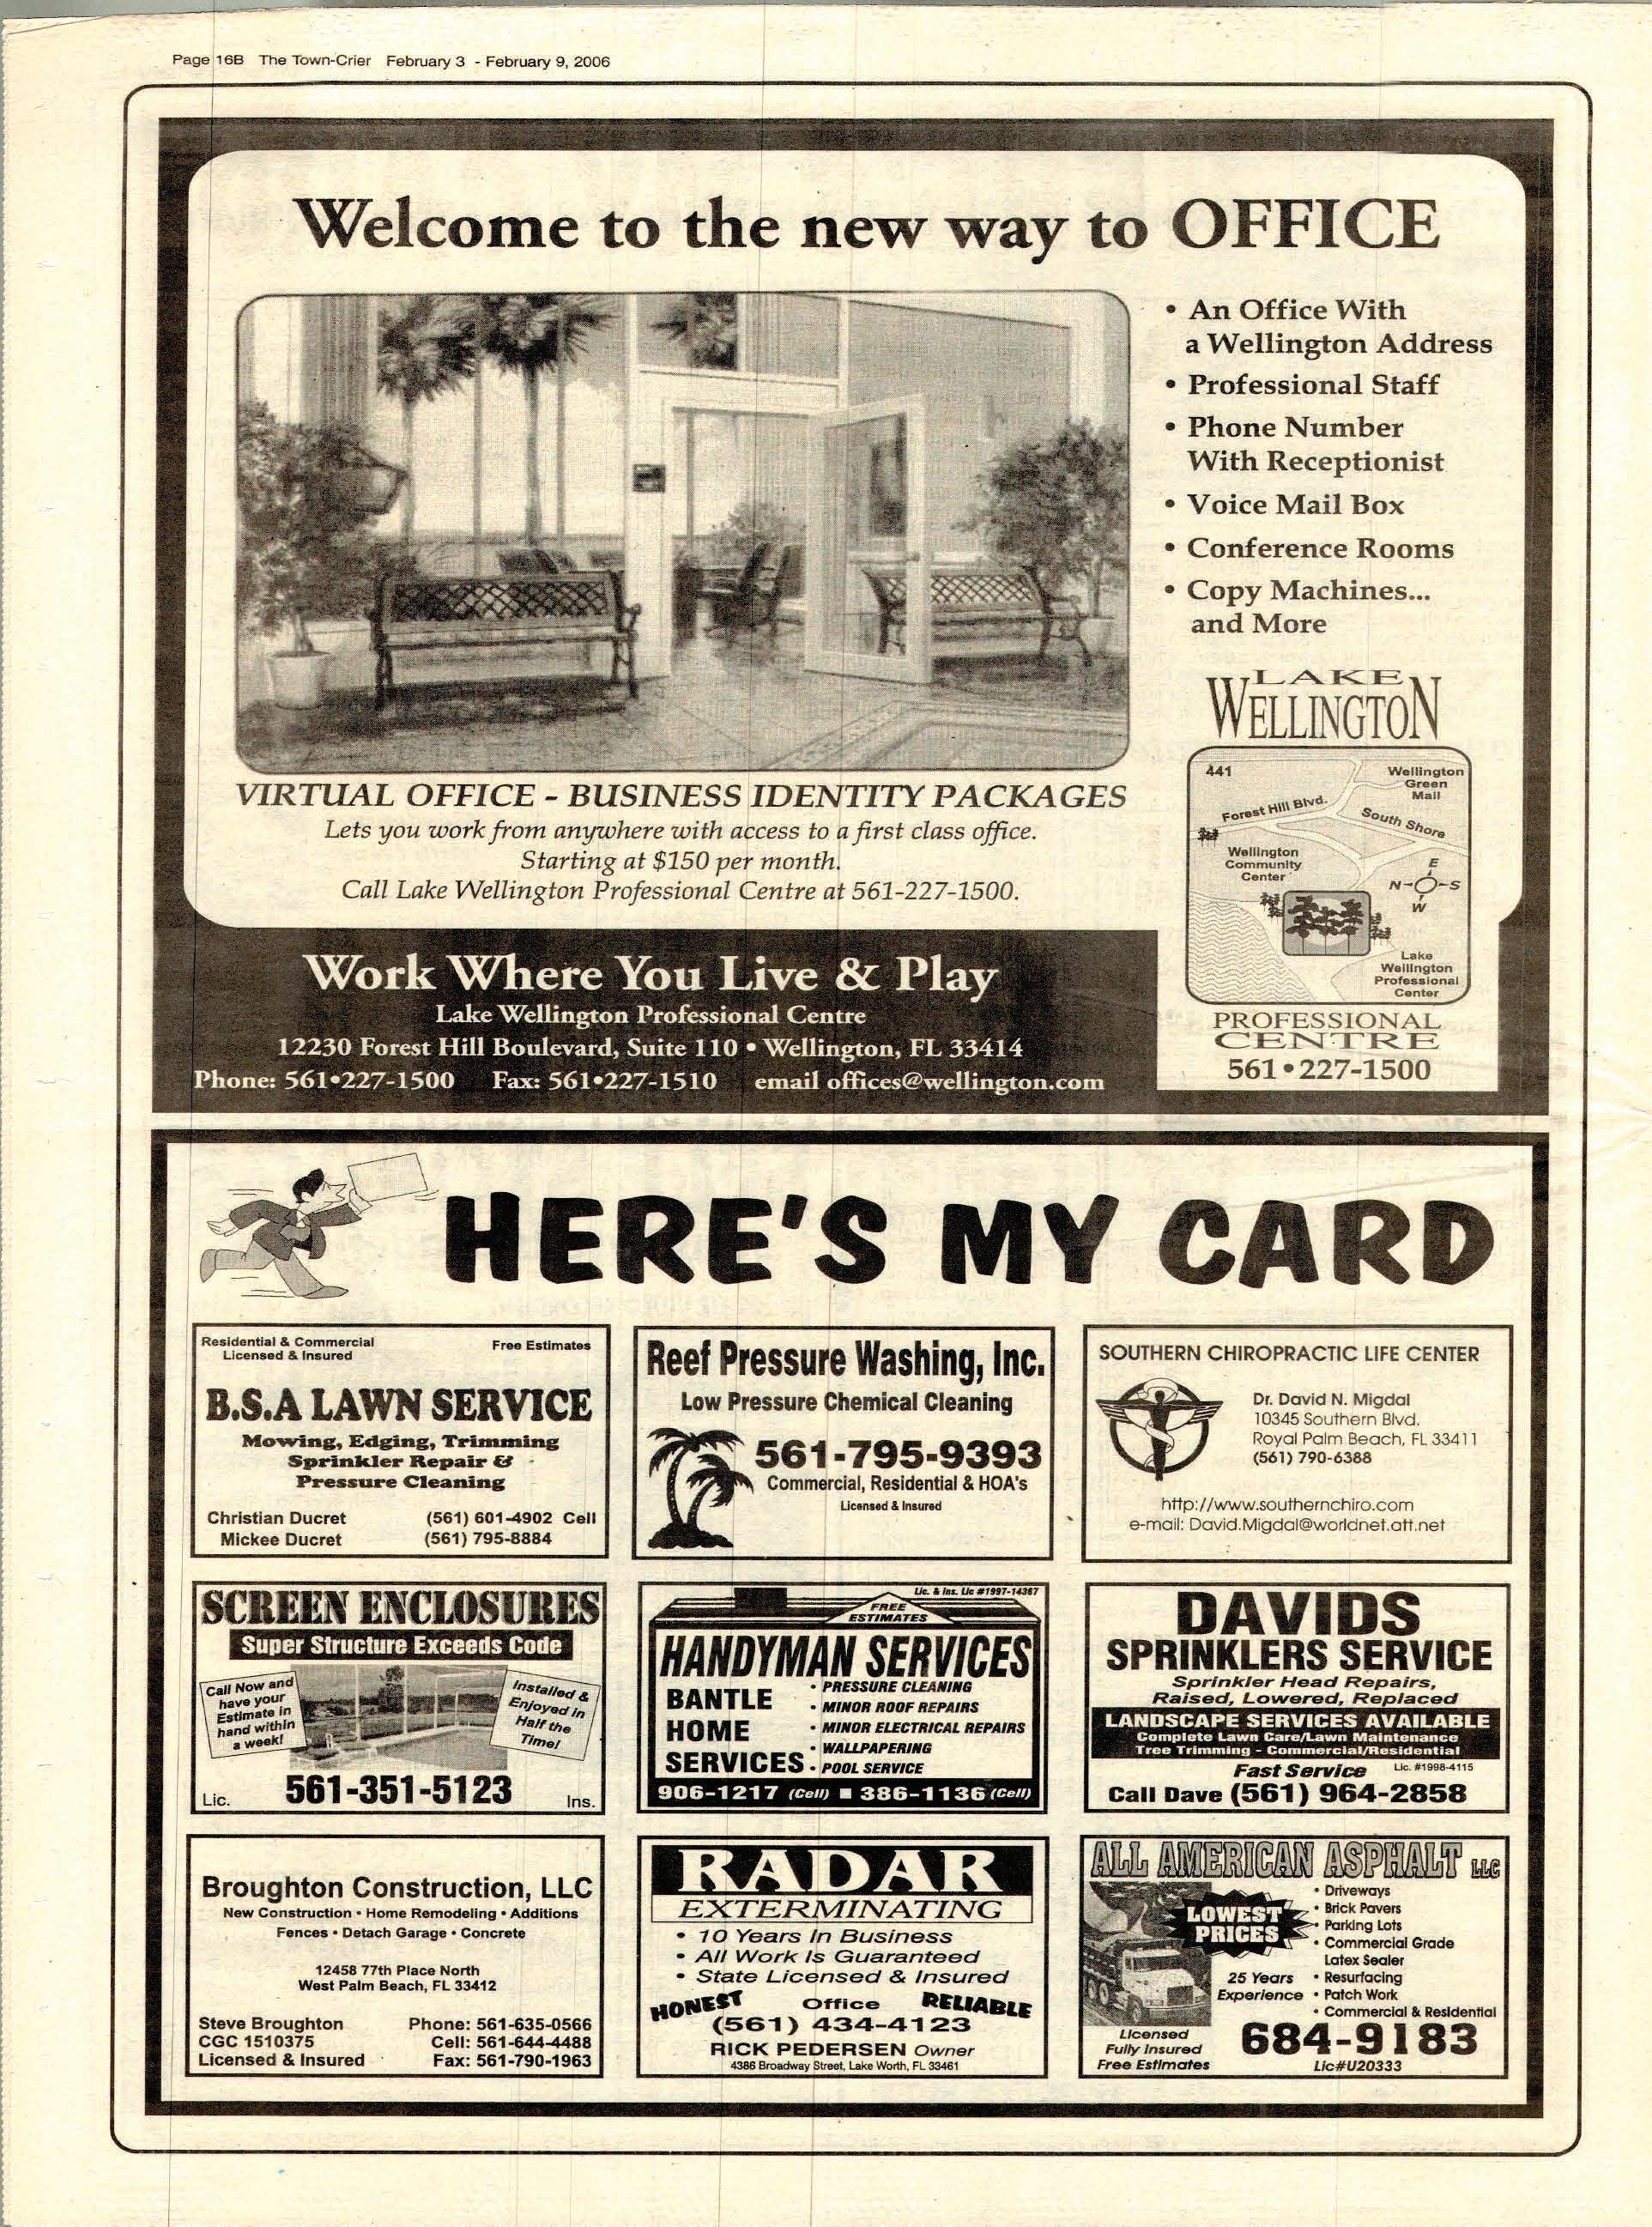 Page 16B The Town-Crier February 3 - February 9, 2006
Welcome to the new way to OFFICE
• An Office With
a Wellington Address
• Professional Staff
• Phone Number
With Receptionist
• Voice Mail Box
• Conference Rooms
• Copy Machines...
and More
VIRTUAL OFFICE - BUSINESS IDENTITY PACKAGES
Lets you work from anywhere with access to a first class office.
Starting at $150 per month.
Call Lake Wellington Professional Centre at 561-227-1500.
LAKE
WELLINGTON
441
Wellington
Green
Mall
Forest Hill Blvd.
South Shore
Wellington
Community
Center
E
N-O-S
W
Lake
Wellington
Professional
Center
PROFESSIONAL
CENTRE
561•227-1500
Work Where You Live & Play
Lake Wellington Professional Centre
12230 Forest Hill Boulevard, Suite 110 • Wellington, FL 33414
Phone: 561•227-1500 Fax: 561•227-1510 email offices@wellington.com
HERE'S MY CARD
Residential & Commercial Free Estimates
Licensed & Insured
B.S.A LAWN SERVICE
Mowing, Edging, Trimming
Sprinkler Repair &
Pressure Cleaning
Christian Ducret (561) 601-4902 Cell
Mickee Ducret (561) 795-8884
Reef Pressure Washing, Inc.
Low Pressure Chemical Cleaning
561-795-9393
Commercial, Residential & HOA's
Licensed & Insured
SOUTHERN CHIROPRACTIC LIFE CENTER
Dr. David N. Migdal
10345 Southern Blvd.
Royal Palm Beach, FL 33411
(561) 790-6388
http://www.southernchiro.com
e-mail: David.Migdal@worldnet.att.net
SCREEN ENCLOSURES
Super Structure Exceeds Code
Call Now and
have your
Estimate in
hand within
a week!
Installed &
Enjoyed in
Half the
Time!
Lic. 561-351-5123 Ins.
Lic. & Ins. Lic #1997-14367
FREE
ESTIMATES
HANDYMAN SERVICES
BANTLE
HOME
SERVICES
• PRESSURE CLEANING
• MINOR ROOF REPAIRS
• MINOR ELECTRICAL REPAIRS
• WALLPAPERING
• POOL SERVICE
906-1217 (Cell) ■ 386-1136 (Cell)
DAVIDS
SPRINKLERS SERVICE
Sprinkler Head Repairs,
Raised, Lowered, Replaced
LANDSCAPE SERVICES AVAILABLE
Complete Lawn Care/Lawn Maintenance
Tree Trimming - Commercial/Residential
Fast Service Lic. #1998-4115
Call Dave (561) 964-2858
Broughton Construction, LLC
New Construction • Home Remodeling • Additions
Fences • Detach Garage • Concrete
12458 77th Place North
West Palm Beach, FL 33412
Steve Broughton Phone: 561-635-0566
CGC 1510375 Cell: 561-644-4488
Licensed & Insured Fax: 561-790-1963
RADAR
EXTERMINATING
• 10 Years In Business
• All Work Is Guaranteed
• State Licensed & Insured
HONEST Office RELIABLE
(561) 434-4123
RICK PEDERSEN Owner
4386 Broadway Street, Lake Worth, FL 33461
ALL AMERICAN ASPHALT LLC
LOWEST
PRICES
• Driveways
• Brick Pavers
• Parking Lots
• Commercial Grade
Latex Sealer
25 Years • Resurfacing
Experience • Patch Work
• Commercial & Residential
Licensed
Fully Insured
Free Estimates
684-9183
Lic#U20333